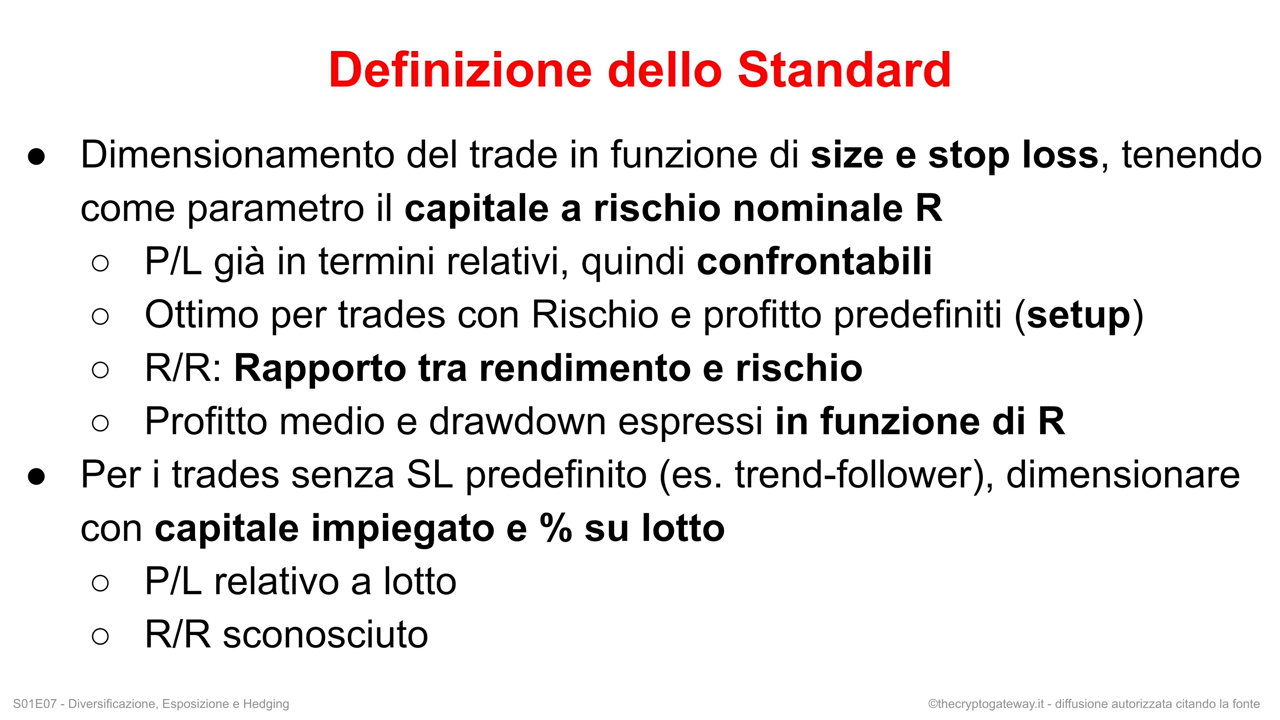 Definizione dello Standard
● Dimensionamento del trade in funzione di size e stop loss, tenendo
come parametro il capitale a rischio nominale R
○ P/L già in termini relativi, quindi confrontabili
○ Ottimo per trades con Rischio e profitto predefiniti (setup)
○ R/R: Rapporto tra rendimento e rischio
○ Profitto medio e drawdown espressi in funzione di R
● Per i trades senza SL predefinito (es. trend-follower), dimensionare
con capitale impiegato e % su lotto
○ P/L relativo a lotto
○ R/R sconosciuto
S01E07 - Diversificazione, Esposizione e Hedging
©thecryptogateway.it - diffusione autorizzata citando la fonte